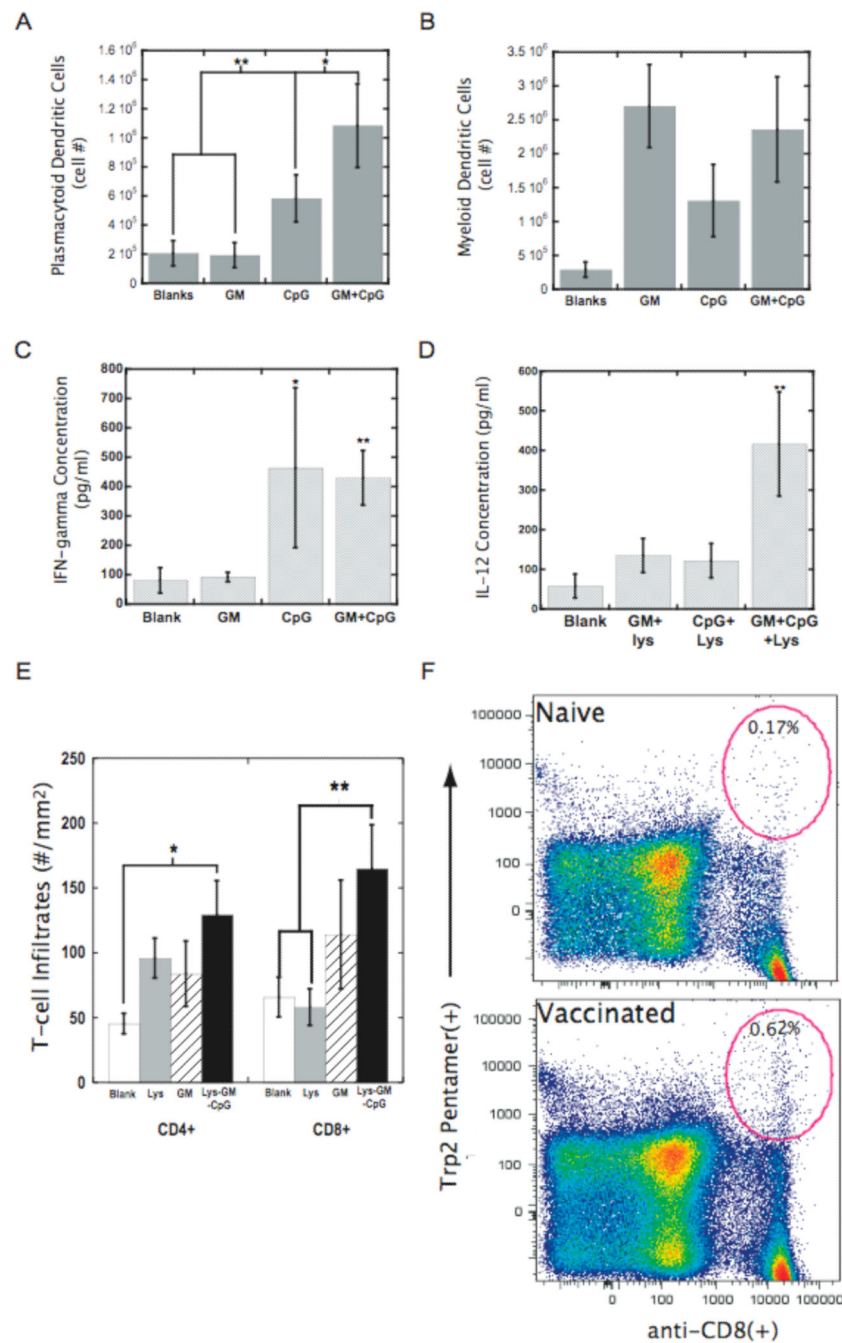 A
Plasmacytoid Dendritic Cells
(cell #)
1.6 10⁶
1.4 10⁶
1.2 10⁶
1 10⁶
8 10⁵
6 10⁵
4 10⁵
2 10⁵
0
**
*
Blanks GM CpG GM+CpG
B
Myeloid Dendritic Cells
(cell #)
3.5 10⁶
2.5 10⁶
1.5 10⁶
5 10⁵
0
Blanks GM CpG GM+CpG
C
IFN-gamma Concentration
(pg/ml)
800
700
600
500
400
300
200
100
0
*
**
Blank GM CpG GM+CpG
D
IL-12 Concentration (pg/ml)
600
500
400
300
200
100
0
**
Blank GM+ CpG+ GM+CpG
lys Lys +Lys
E
T-cell Infiltrates (#/mm²)
250
200
150
100
50
0
*
**
Blank Lys GM Lys-GM Blank Lys GM Lys-GM
-CpG -CpG
CD4+ CD8+
F
Naive
0.17%
100000
10000
1000
100
0
Vaccinated
0.62%
100000
10000
1000
100
0
Trp2 Pentamer(+)
0 100 1000 10000 100000
anti-CD8(+)